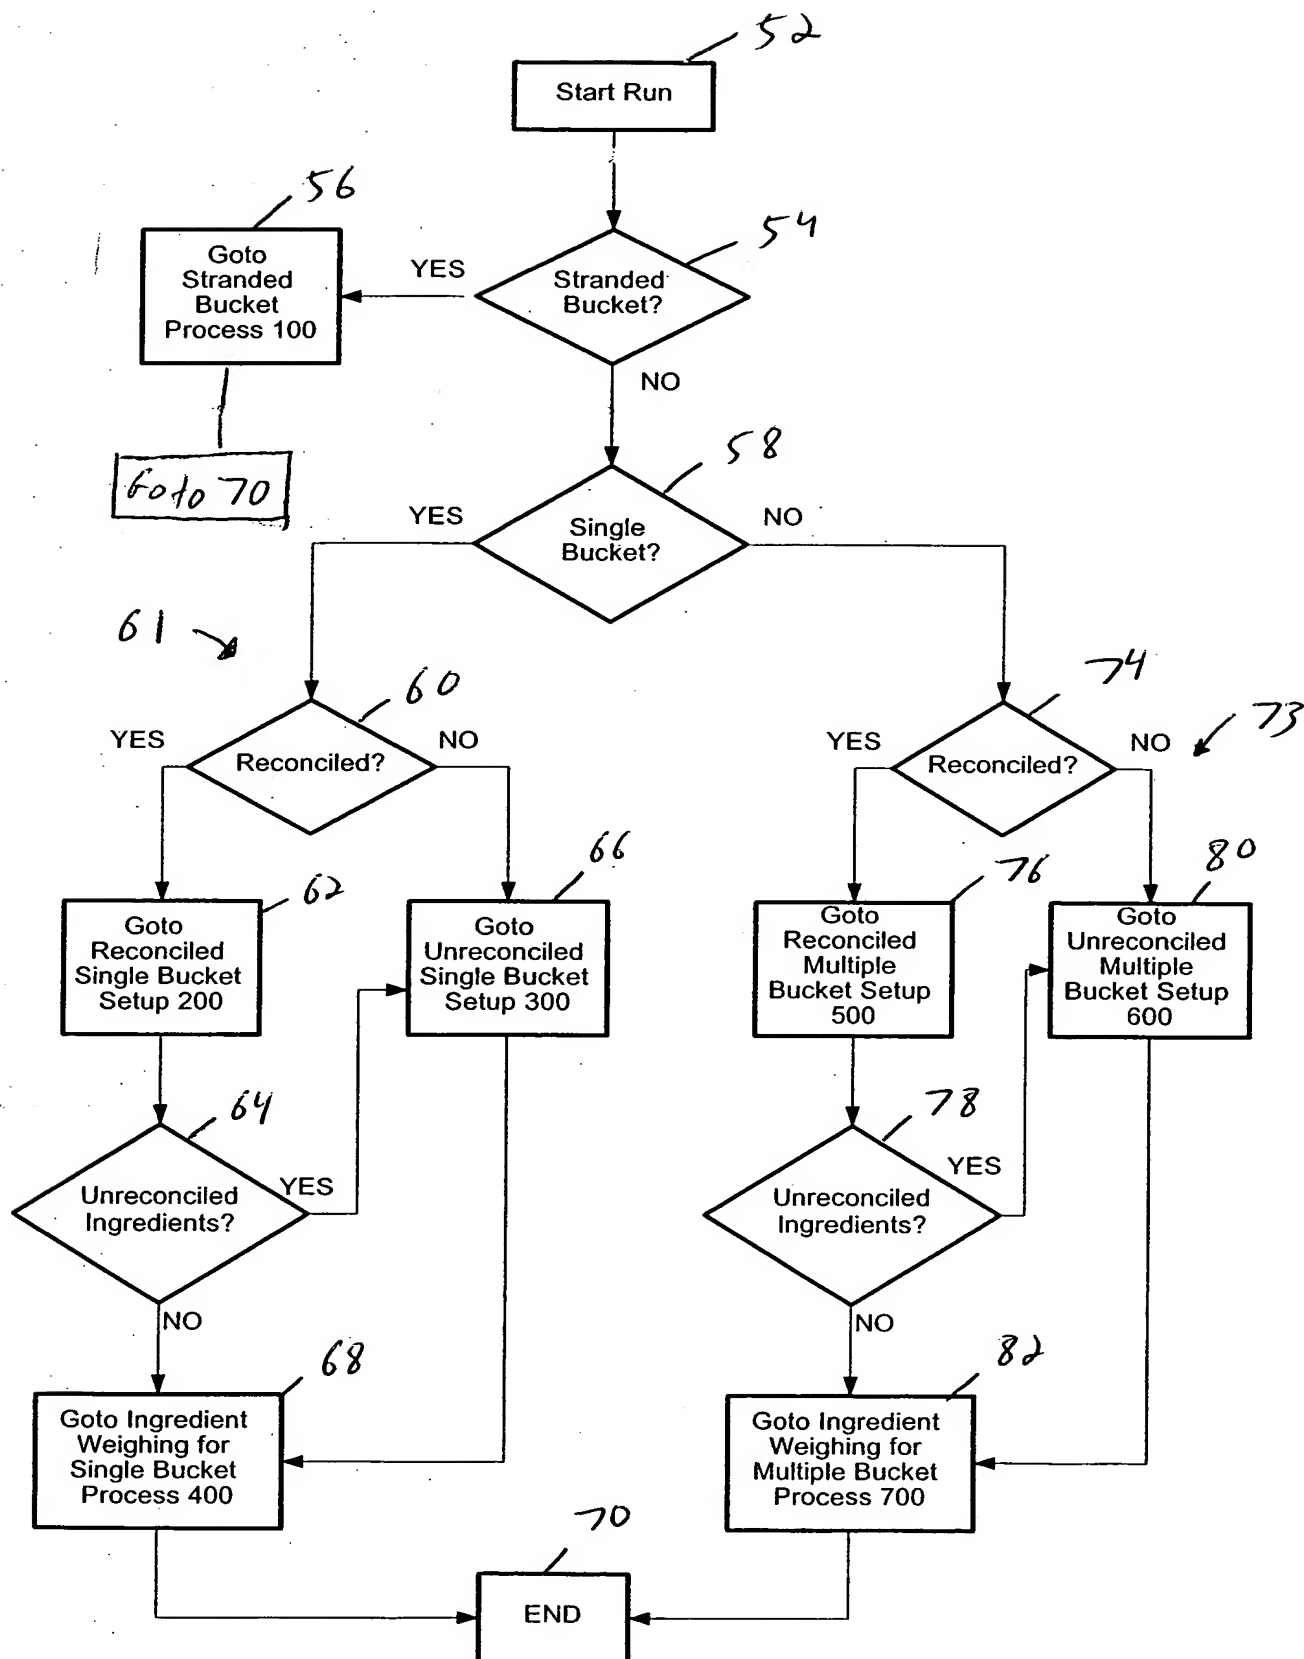 52
Start Run
56
54
Goto
Stranded
Bucket
Process 100
YES
Stranded
Bucket?
NO
58
Goto 70
YES
NO
Single
Bucket?
61
60
74
73
YES
NO
Reconciled?
YES
NO
Reconciled?
62
66
76
80
Goto
Reconciled
Single Bucket
Setup 200
Goto
Unreconciled
Single Bucket
Setup 300
Goto
Reconciled
Multiple
Bucket Setup
500
Goto
Unreconciled
Multiple
Bucket Setup
600
64
78
Unreconciled
Ingredients?
YES
Unreconciled
Ingredients?
YES
NO
NO
68
82
Goto Ingredient
Weighing for
Single Bucket
Process 400
Goto Ingredient
Weighing for
Multiple Bucket
Process 700
70
END